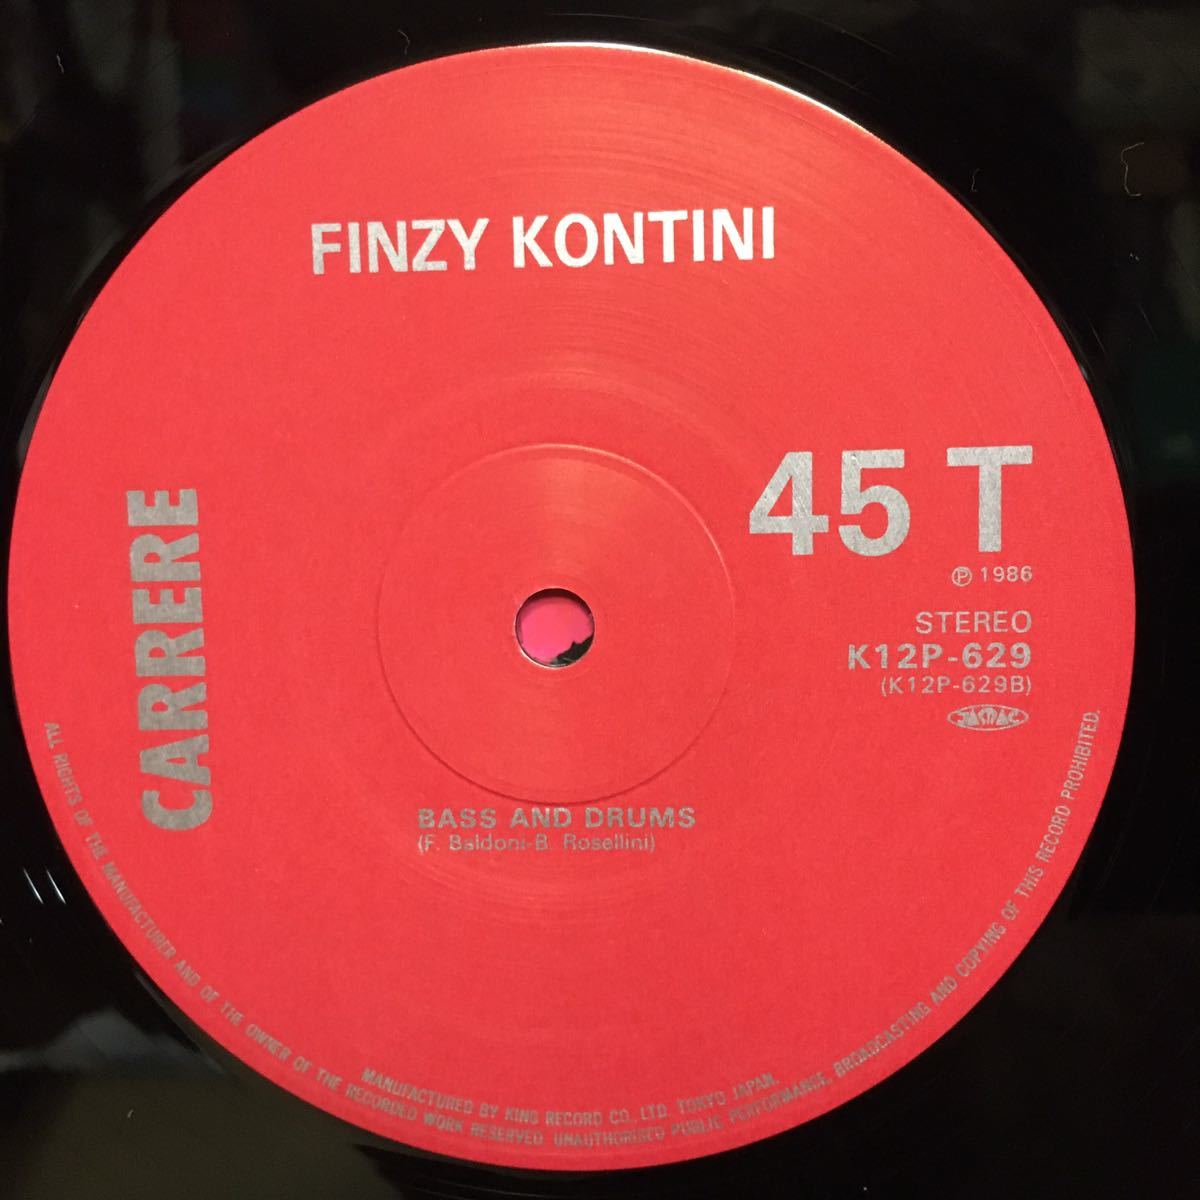 FINZY KONTINI
CARRERE
45 T
℗ 1986
STEREO
K12P-629
(K12P-629B)
JASRAC
BASS AND DRUMS
(F. Baldoni-B. Rosellini)
MANUFACTURED BY KING RECORD CO., LTD. TOKYO JAPAN.
ALL RIGHTS OF THE MANUFACTURER AND OF THE OWNER OF THE RECORDED WORK RESERVED. UNAUTHORISED PUBLIC PERFORMANCE, BROADCASTING AND COPYING OF THIS RECORD PROHIBITED.